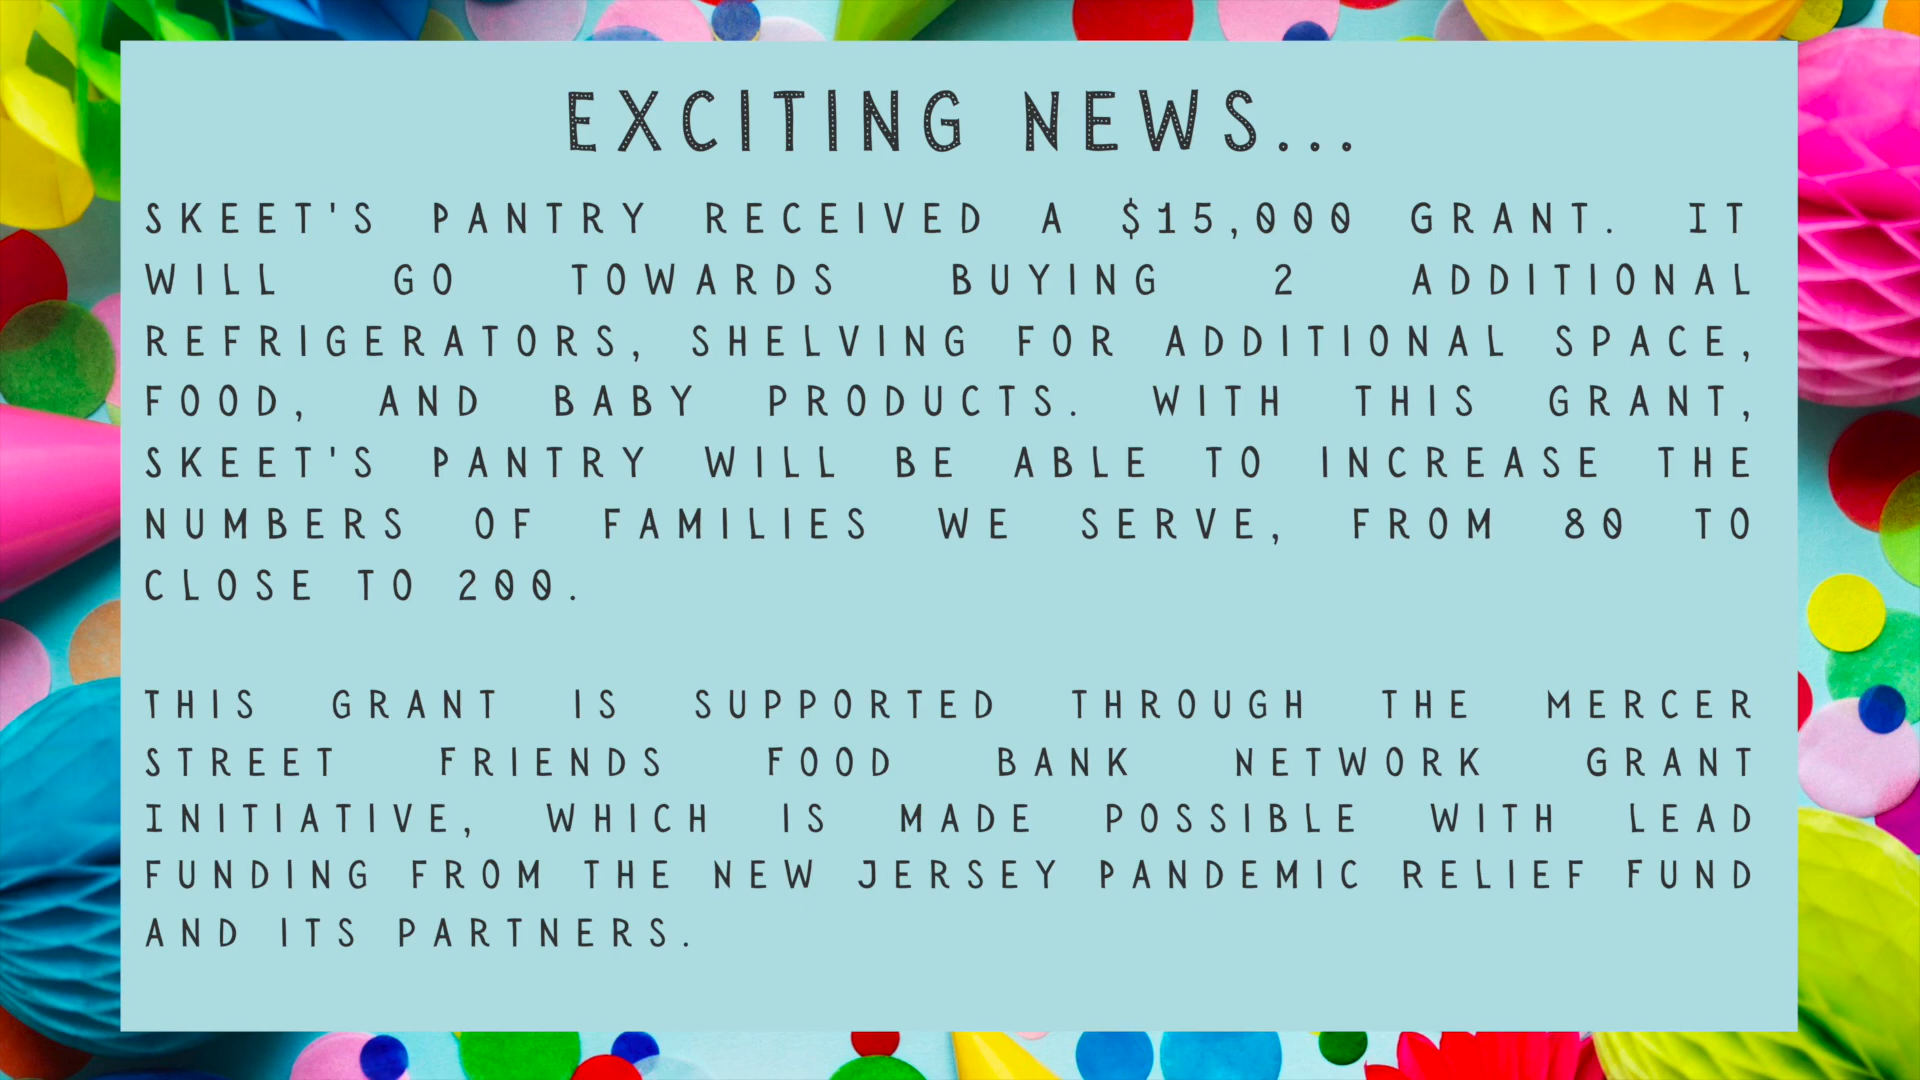 EXCITING NEWS...
SKEET'S PANTRY RECEIVED A $15,000 GRANT. IT
WILL GO TOWARDS BUYING 2 ADDITIONAL
REFRIGERATORS, SHELVING FOR ADDITIONAL SPACE,
FOOD, AND BABY PRODUCTS. WITH THIS GRANT,
SKEET'S PANTRY WILL BE ABLE TO INCREASE THE
NUMBERS OF FAMILIES WE SERVE, FROM 80 TO
CLOSE TO 200.
THIS GRANT IS SUPPORTED THROUGH THE MERCER
STREET FRIENDS FOOD BANK NETWORK GRANT
INITIATIVE, WHICH IS MADE POSSIBLE WITH LEAD
FUNDING FROM THE NEW JERSEY PANDEMIC RELIEF FUND
AND ITS PARTNERS.